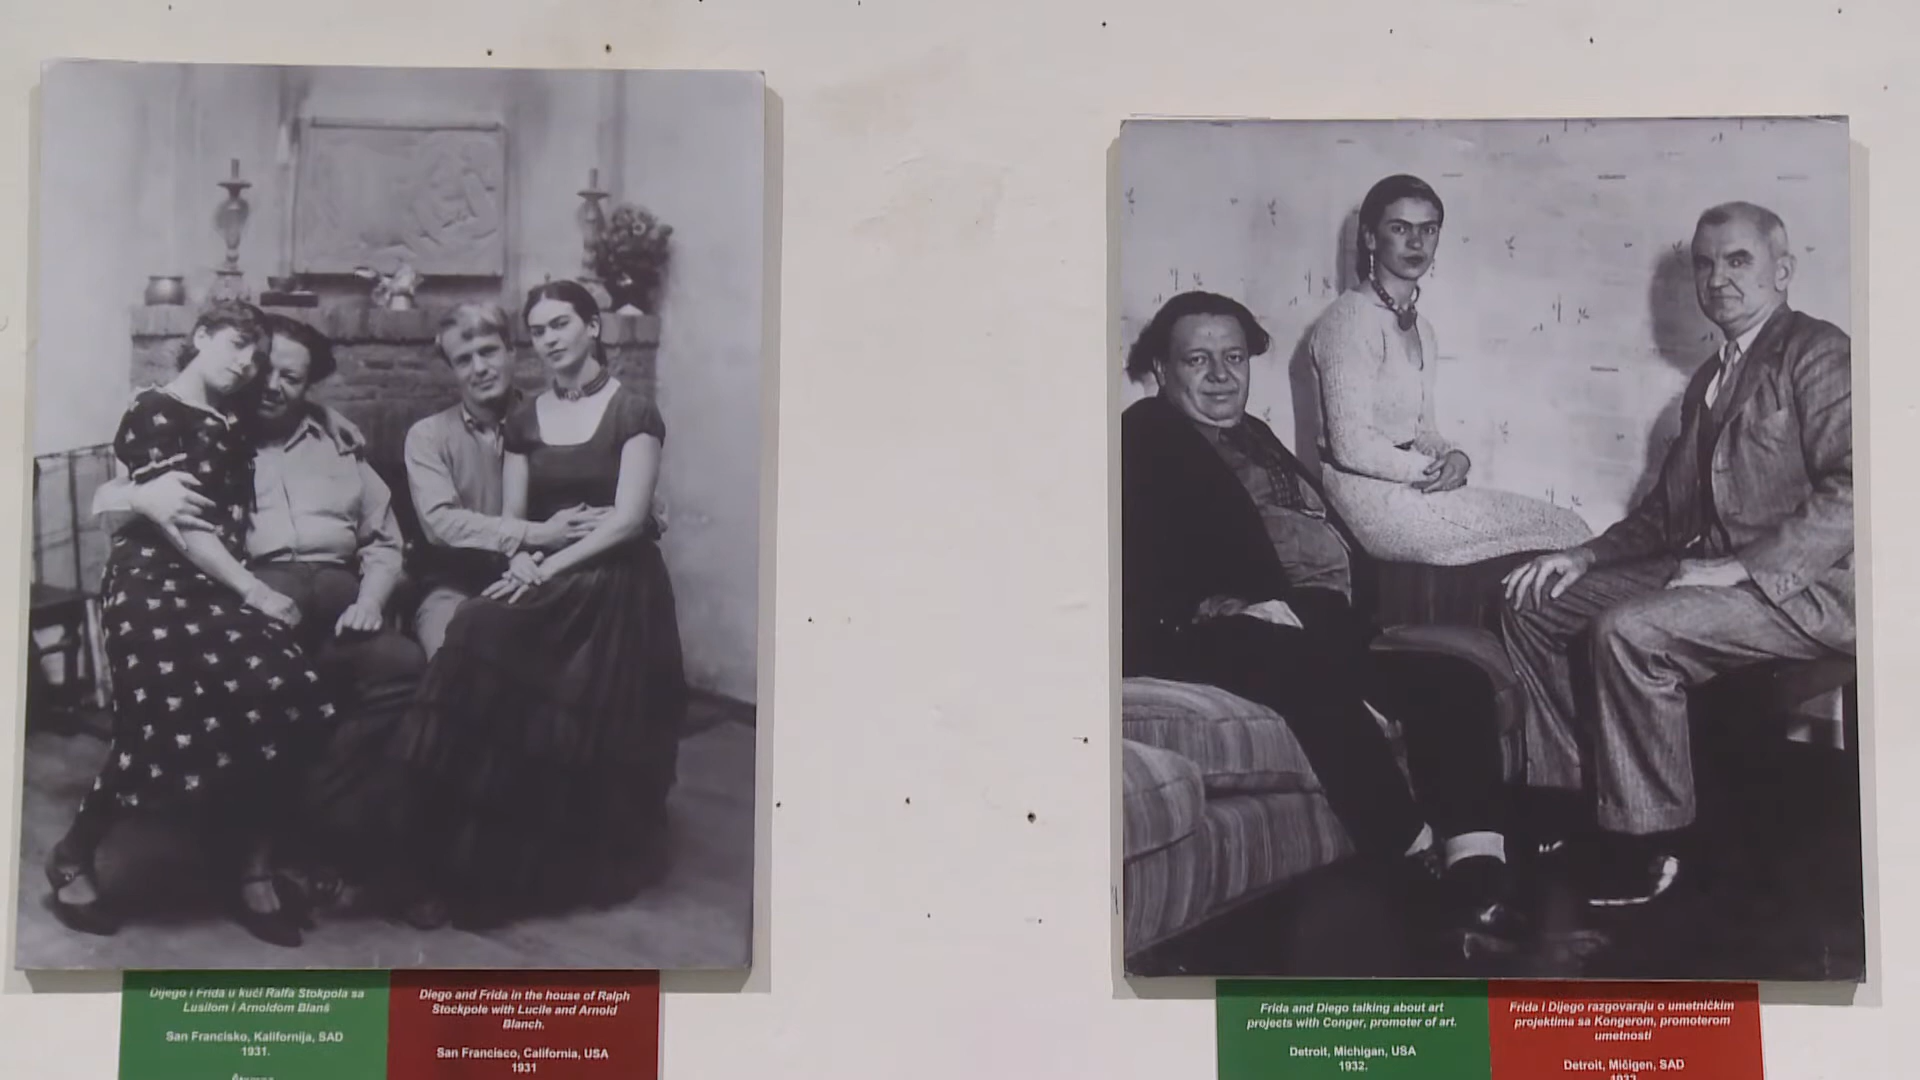 Dijego i Frida u kući Ralfa Stokpola sa
Lusilom i Arnoldom Blanš
San Francisko, Kalifornija, SAD
1931.
Diego and Frida in the house of Ralph
Stockpole with Lucile and Arnold
Blanch.
San Francisco, California, USA
1931
Frida and Diego talking about art
projects with Conger, promoter of art.
Detroit, Michigan, USA
1932.
Frida i Dijego razgovaraju o umetničkim
projektima sa Kongerom, promoterom
umetnosti
Detroit, Mičigen, SAD